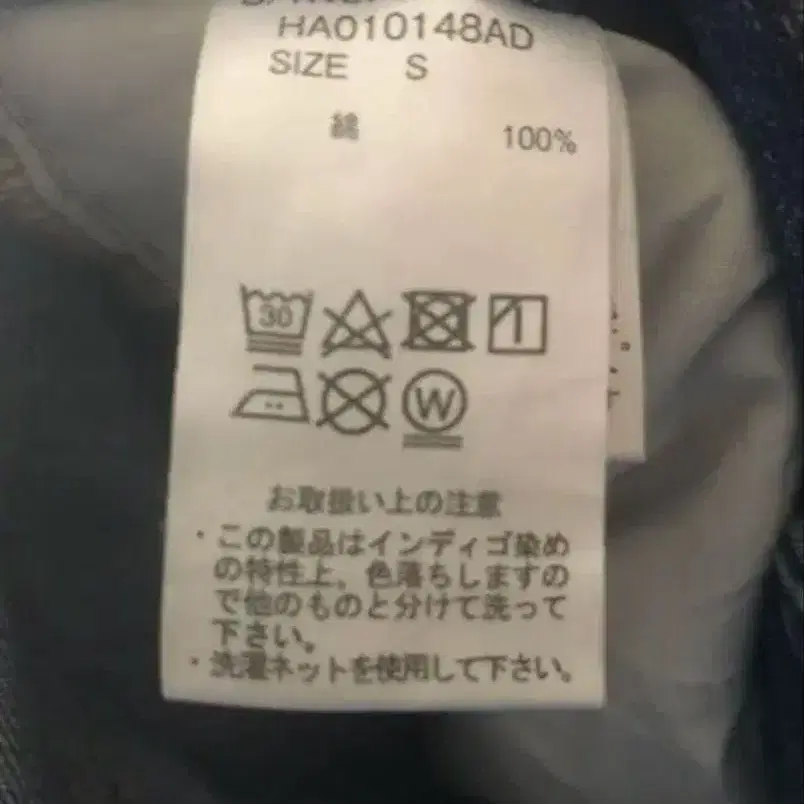 HA010148AD
SIZE S
綿 100%
30
W
お取扱い上の注意
・この製品はインディゴ染め
の特性上、色落ちしますの
で他のものと分けて洗って
下さい。
・洗濯ネットを使用して下さい。